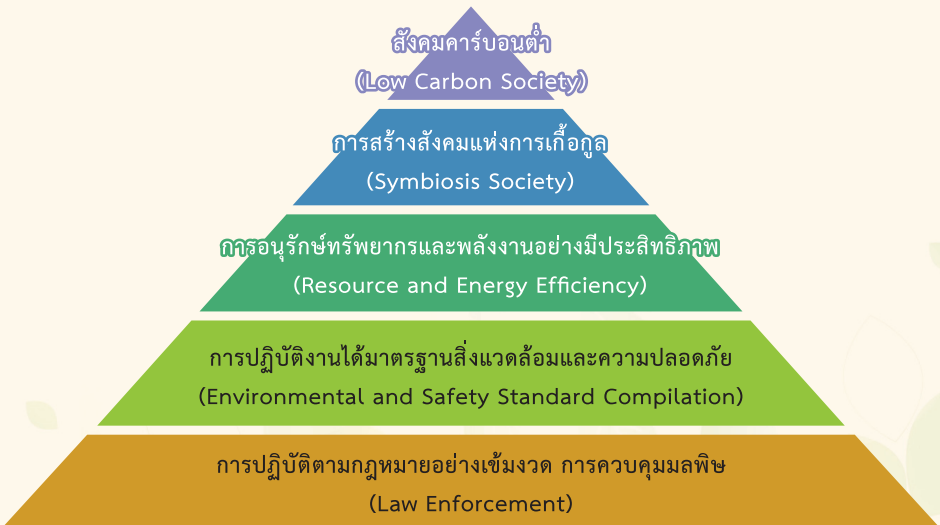 สังคมคาร์บอนต่ำ
(Low Carbon Society)
การสร้างสังคมแห่งการเกื้อกูล
(Symbiosis Society)
การอนุรักษ์ทรัพยากรและพลังงานอย่างมีประสิทธิภาพ
(Resource and Energy Efficiency)
การปฏิบัติงานได้มาตรฐานสิ่งแวดล้อมและความปลอดภัย
(Environmental and Safety Standard Compilation)
การปฏิบัติตามกฎหมายอย่างเข้มงวด การควบคุมมลพิษ
(Law Enforcement)